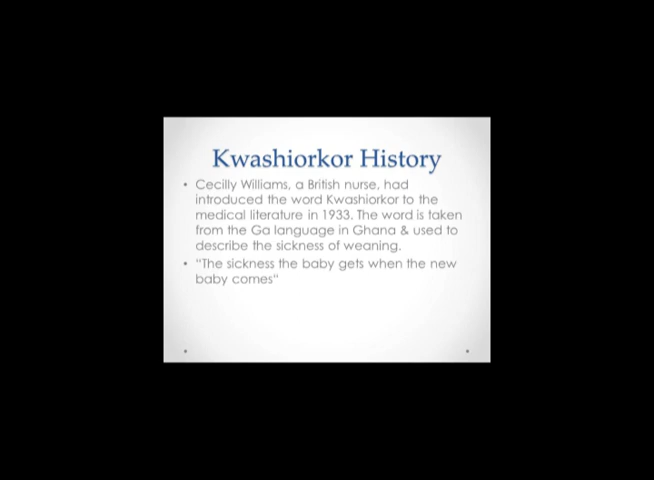 Kwashiorkor History
• Cecilly Williams, a British nurse, had
introduced the word Kwashiorkor to the
medical literature in 1933. The word is taken
from the Ga language in Ghana & used to
describe the sickness of weaning.
• "The sickness the baby gets when the new
baby comes"